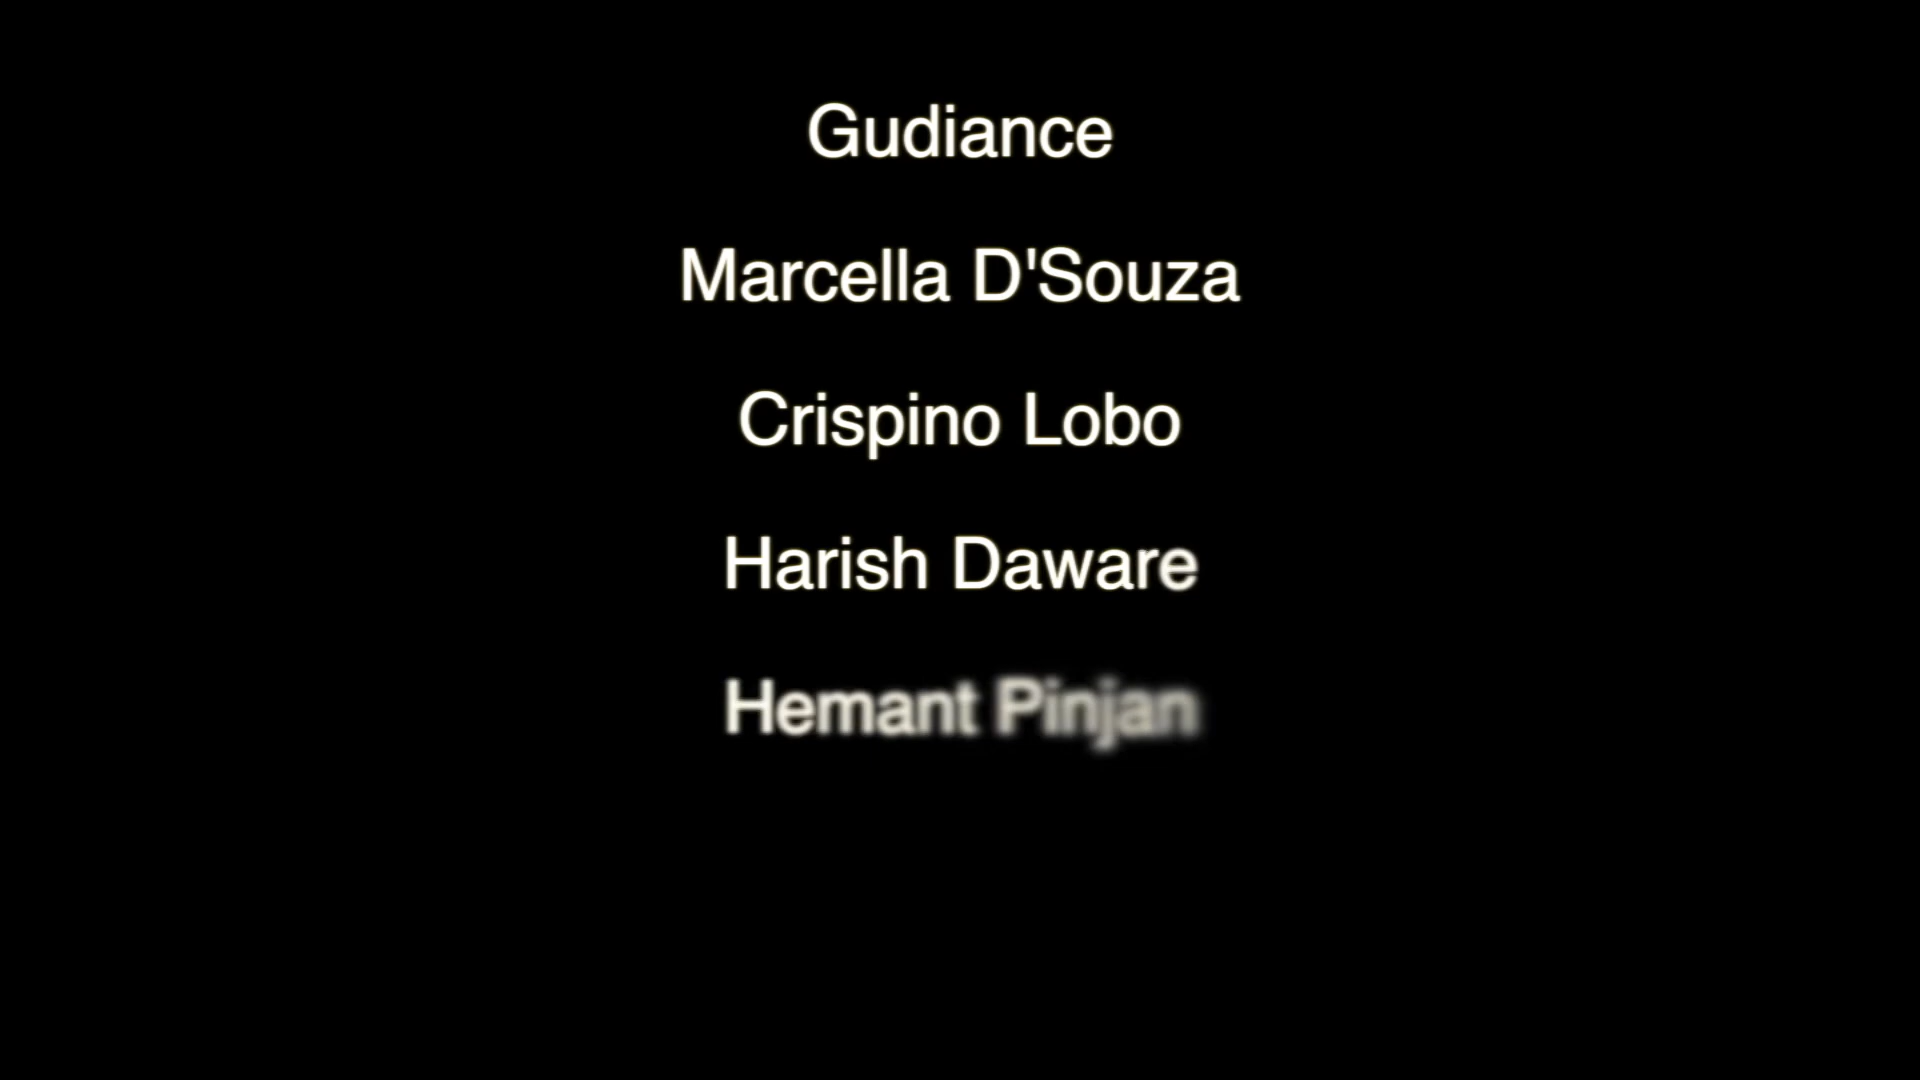 Gudiance
Marcella D'Souza
Crispino Lobo
Harish Daware
Hemant Pinjan